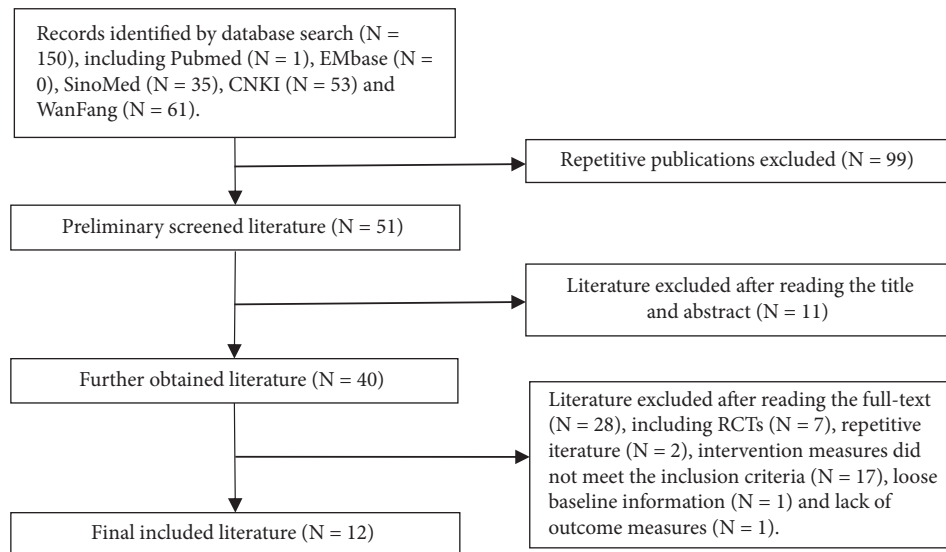 Records identified by database search (N =
150), including Pubmed (N = 1), EMbase (N =
0), SinoMed (N = 35), CNKI (N = 53) and
WanFang (N = 61).
Repetitive publications excluded (N = 99)
Preliminary screened literature (N = 51)
Literature excluded after reading the title
and abstract (N = 11)
Further obtained literature (N = 40)
Literature excluded after reading the full-text
(N = 28), including RCTs (N = 7), repetitive
iterature (N = 2), intervention measures did
not meet the inclusion criteria (N = 17), loose
baseline information (N = 1) and lack of
outcome measures (N = 1).
Final included literature (N = 12)